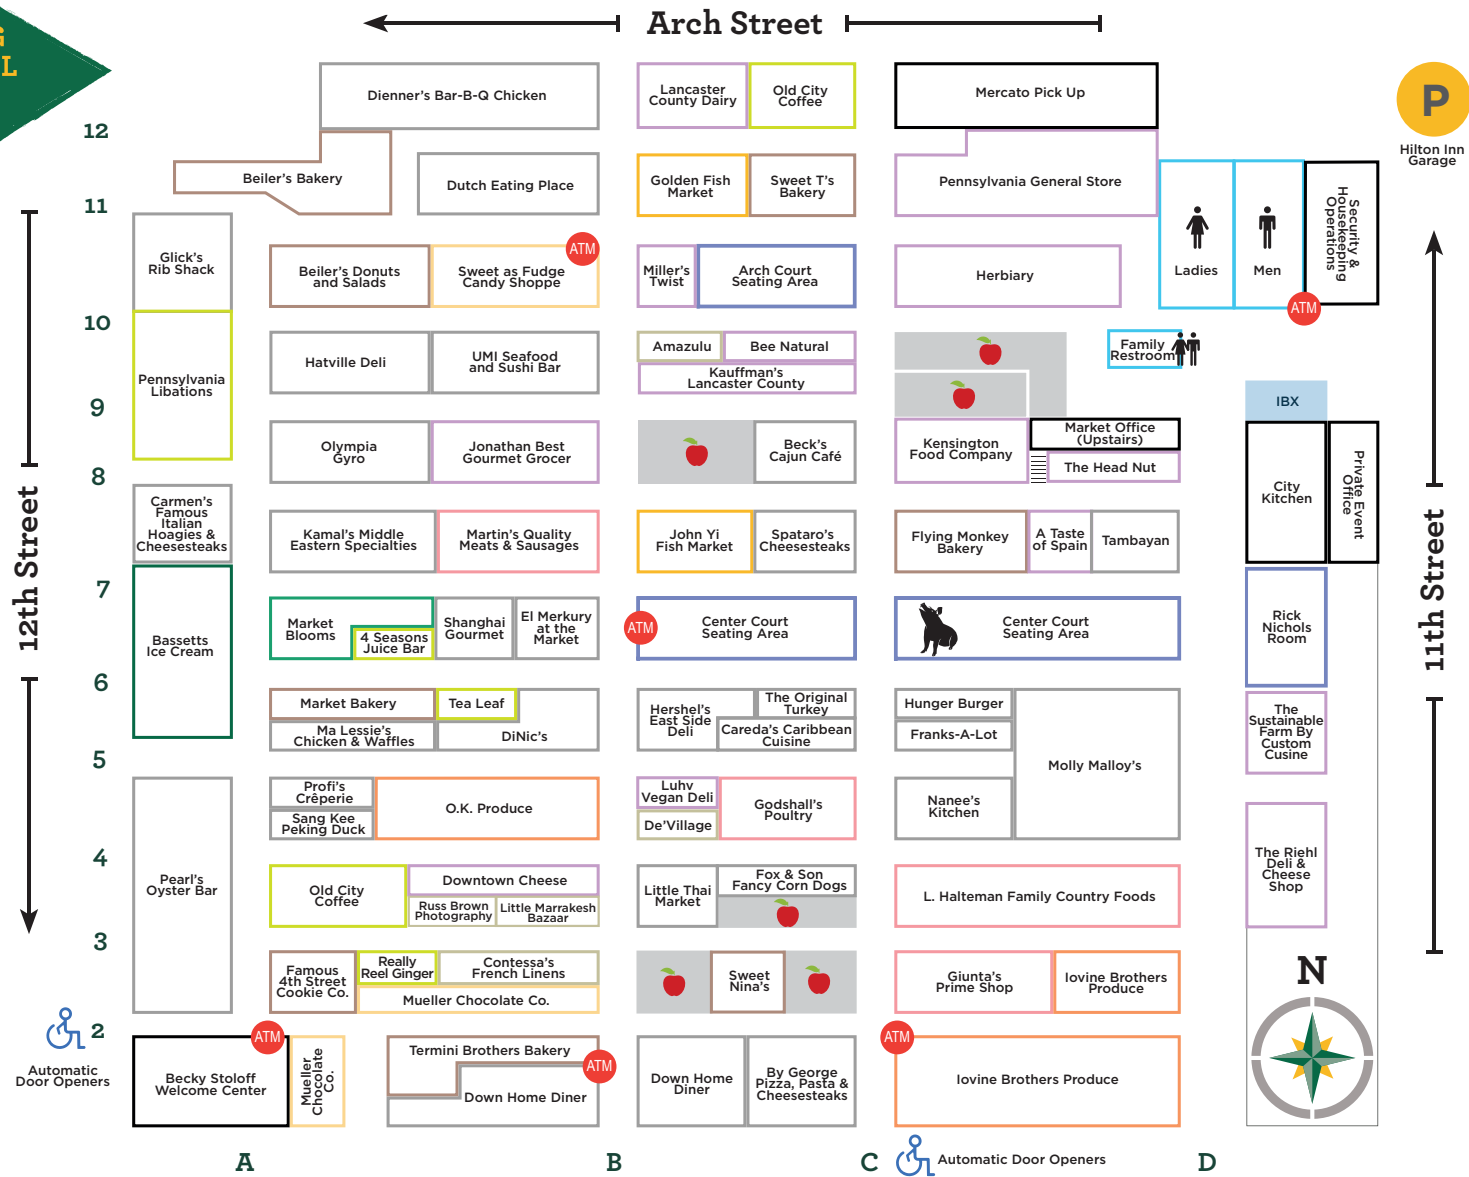 G
L
Arch Street
P
Hilton Inn
Garage
12
11
10
9
8
7
6
5
4
3
2
12th Street
11th Street
Dienner's Bar-B-Q Chicken
Lancaster
County Dairy
Old City
Coffee
Mercato Pick Up
Beiler's Bakery
Dutch Eating Place
Golden Fish
Market
Sweet T's
Bakery
Pennsylvania General Store
Ladies
Men
Security &
Housekeeping
Operations
ATM
Glick's
Rib Shack
Beiler's Donuts
and Salads
Sweet as Fudge
Candy Shoppe
ATM
Miller's
Twist
Arch Court
Seating Area
Herbiary
Pennsylvania
Libations
Hatville Deli
UMI Seafood
and Sushi Bar
Amazulu
Bee Natural
Kauffman's
Lancaster County
Family
Restroom
IBX
Olympia
Gyro
Jonathan Best
Gourmet Grocer
Beck's
Cajun Café
Kensington
Food Company
Market Office
(Upstairs)
The Head Nut
City
Kitchen
Private Event
Office
Carmen's
Famous
Italian
Hoagies &
Cheesesteaks
Kamal's Middle
Eastern Specialties
Martin's Quality
Meats & Sausages
John Yi
Fish Market
Spataro's
Cheesesteaks
Flying Monkey
Bakery
A Taste
of Spain
Tambayan
Bassetts
Ice Cream
Market
Blooms
4 Seasons
Juice Bar
Shanghai
Gourmet
El Merkury
at the
Market
ATM
Center Court
Seating Area
Center Court
Seating Area
Rick
Nichols
Room
Market Bakery
Tea Leaf
Ma Lessie's
Chicken & Waffles
DiNic's
Hershel's
East Side
Deli
The Original
Turkey
Careda's Caribbean
Cuisine
Hunger Burger
Franks-A-Lot
Molly Malloy's
The
Sustainable
Farm By
Custom
Cusine
Pearl's
Oyster Bar
Profi's
Crêperie
Sang Kee
Peking Duck
O.K. Produce
Luhv
Vegan Deli
De'Village
Godshall's
Poultry
Nanee's
Kitchen
The Riehl
Deli &
Cheese
Shop
Old City
Coffee
Downtown Cheese
Russ Brown
Photography
Little Marrakesh
Bazaar
Little Thai
Market
Fox & Son
Fancy Corn Dogs
L. Halteman Family Country Foods
Famous
4th Street
Cookie Co.
Really
Reel Ginger
Contessa's
French Linens
Mueller Chocolate Co.
Sweet
Nina's
Giunta's
Prime Shop
Iovine Brothers
Produce
N
Automatic
Door Openers
Becky Stoloff
Welcome Center
ATM
Mueller
Chocolate
Co.
Termini Brothers Bakery
ATM
Down Home Diner
Down Home
Diner
By George
Pizza, Pasta &
Cheesesteaks
ATM
Iovine Brothers Produce
A
B
C
Automatic Door Openers
D